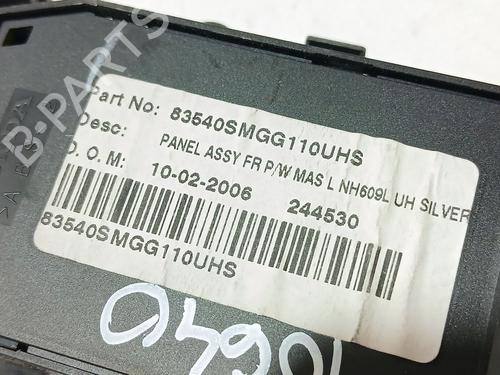 B-PARTS
Part No: 83540SMGG110UHS
Desc: PANEL ASSY FR P/W MAS L NH609L UH SILVER
D. O. M: 10-02-2006 244530
83540SMGG110UHS